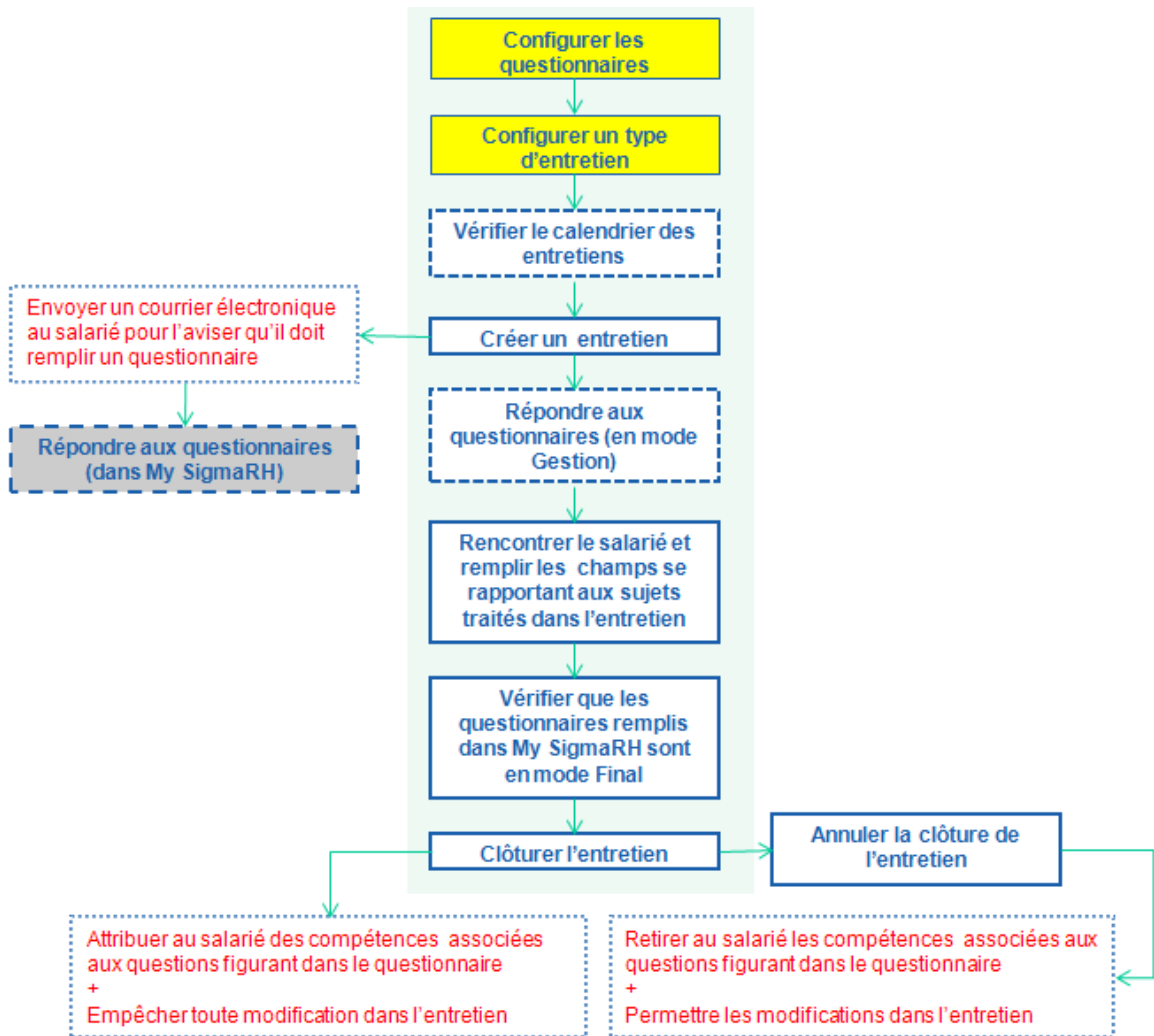 Configurer les
questionnaires
Configurer un type
d'entretien
Vérifier le calendrier des
entretiens
Envoyer un courrier électronique
au salarié pour l'aviser qu'il doit
remplir un questionnaire
Créer un entretien
Répondre aux questionnaires
(dans My SigmaRH)
Répondre aux
questionnaires (en mode
Gestion)
Rencontrer le salarié et
remplir les champs se
rapportant aux sujets
traités dans l'entretien
Vérifier que les
questionnaires remplis
dans My SigmaRH sont
en mode Final
Clôturer l'entretien
Annuler la clôture de
l'entretien
Attribuer au salarié des compétences associées
aux questions figurant dans le questionnaire
+
Empêcher toute modification dans l'entretien
Retirer au salarié les compétences associées aux
questions figurant dans le questionnaire
+
Permettre les modifications dans l'entretien